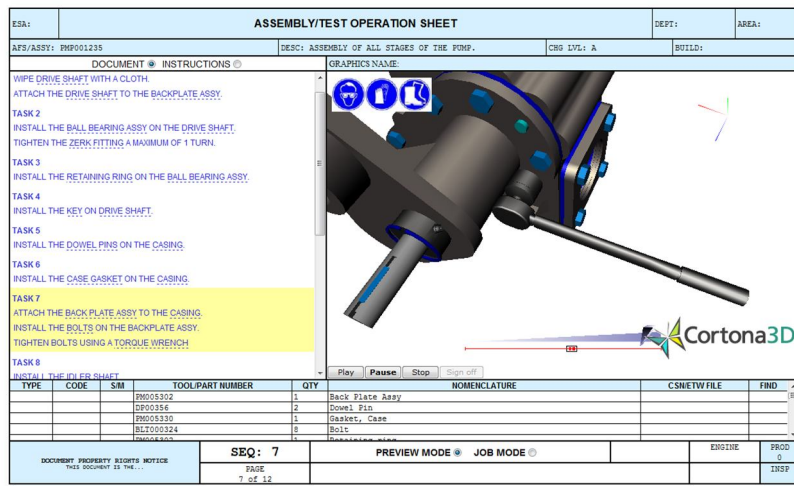 ESA:
ASSEMBLY/TEST OPERATION SHEET
DEPT:
AREA:
AFS/ASSY: PMP001235
DESC: ASSEMBLY OF ALL STAGES OF THE PUMP.
CHG LVL: A
BUILD:
DOCUMENT INSTRUCTIONS
GRAPHICS NAME:
WIPE DRIVE SHAFT WITH A CLOTH.
ATTACH THE DRIVE SHAFT TO THE BACKPLATE ASSY.
TASK 2
INSTALL THE BALL BEARING ASSY ON THE DRIVE SHAFT.
TIGHTEN THE ZERK FITTING A MAXIMUM OF 1 TURN.
TASK 3
INSTALL THE RETAINING RING ON THE BALL BEARING ASSY.
TASK 4
INSTALL THE KEY ON DRIVE SHAFT.
TASK 5
INSTALL THE DOWEL PINS ON THE CASING.
TASK 6
INSTALL THE CASE GASKET ON THE CASING.
TASK 7
ATTACH THE BACK PLATE ASSY TO THE CASING.
INSTALL THE BOLTS ON THE BACKPLATE ASSY.
TIGHTEN BOLTS USING A TORQUE WRENCH
TASK 8
INSTALL THE IDLER SHAFT
Cortona3D
Play Pause Stop Sign off
TYPE CODE S/M TOOL/PART NUMBER QTY NOMENCLATURE CSN/ETW FILE FIND
PM005302 1 Back Plate Assy
DP00356 2 Dowel Pin
PM005330 1 Gasket, Case
BLT000324 8 Bolt
Retaining ring
DOCUMENT PROPERTY RIGHTS NOTICE
THIS DOCUMENT IS THE...
SEQ: 7
PAGE
7 of 12
PREVIEW MODE JOB MODE
ENGINE
PROD
0
INSP